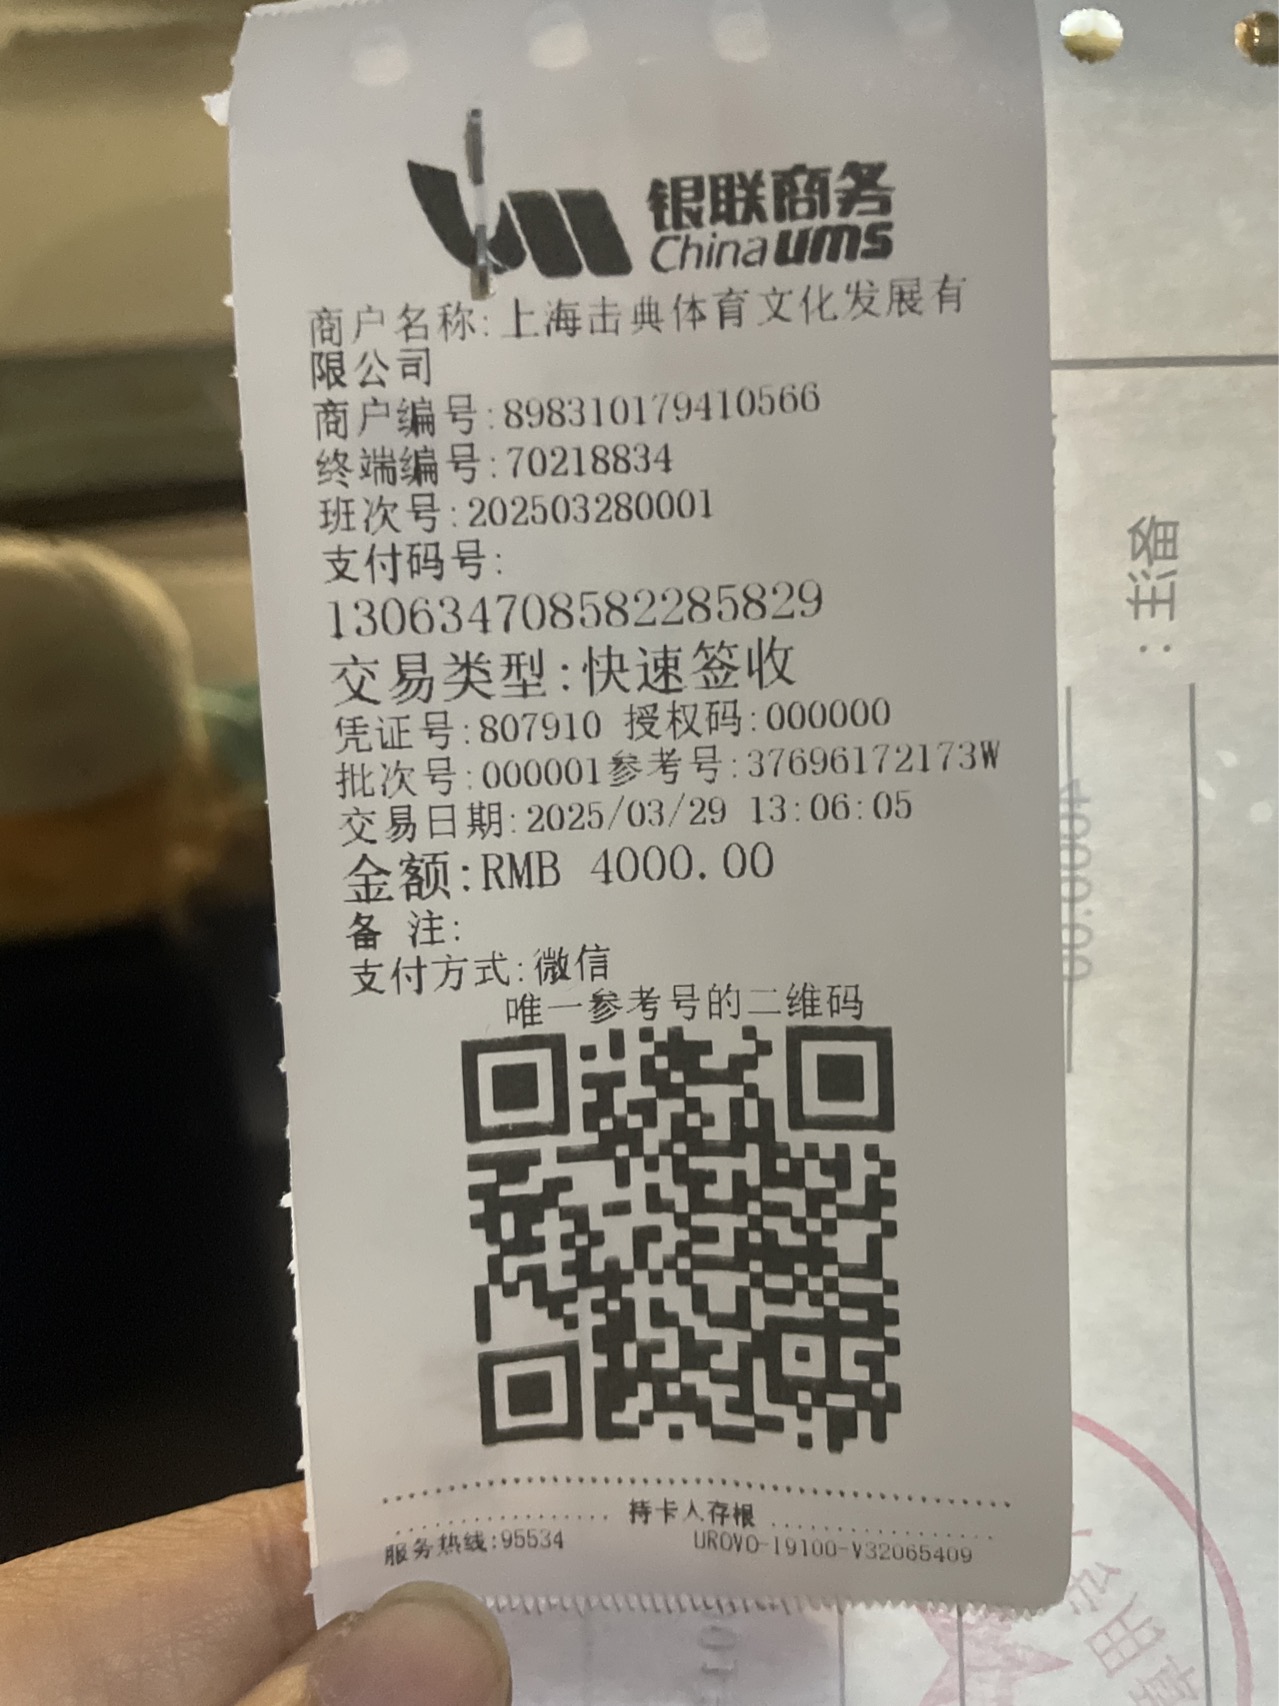 银联商务
China ums
商户名称:上海击典体育文化发展有
限公司
商户编号:898310179410566
终端编号:70218834
班次号:202503280001
支付码号:
130634708582285829
交易类型:快速签收
凭证号:807910 授权码:000000
批次号:000001参考号:37696172173W
交易日期:2025/03/29 13:06:05
金额:RMB 4000.00
备 注:
支付方式:微信
唯一参考号的二维码
持卡人存根
服务热线:95534
UROVO-I9100-V32065409
备注: